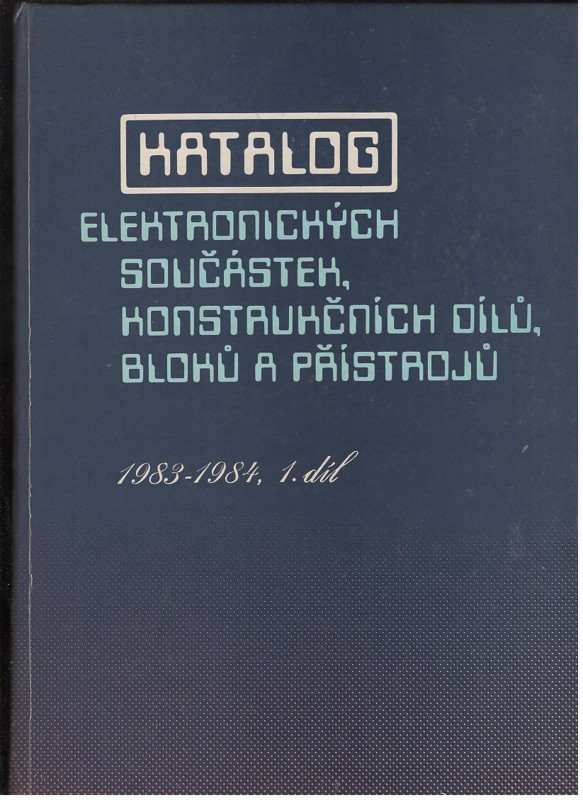 KATALOG
ELEKTRONICKÝCH
SOUČÁSTEK,
KONSTRUKČNÍCH DÍLŮ,
BLOKŮ A PŘÍSTROJŮ
1983-1984, 1. díl